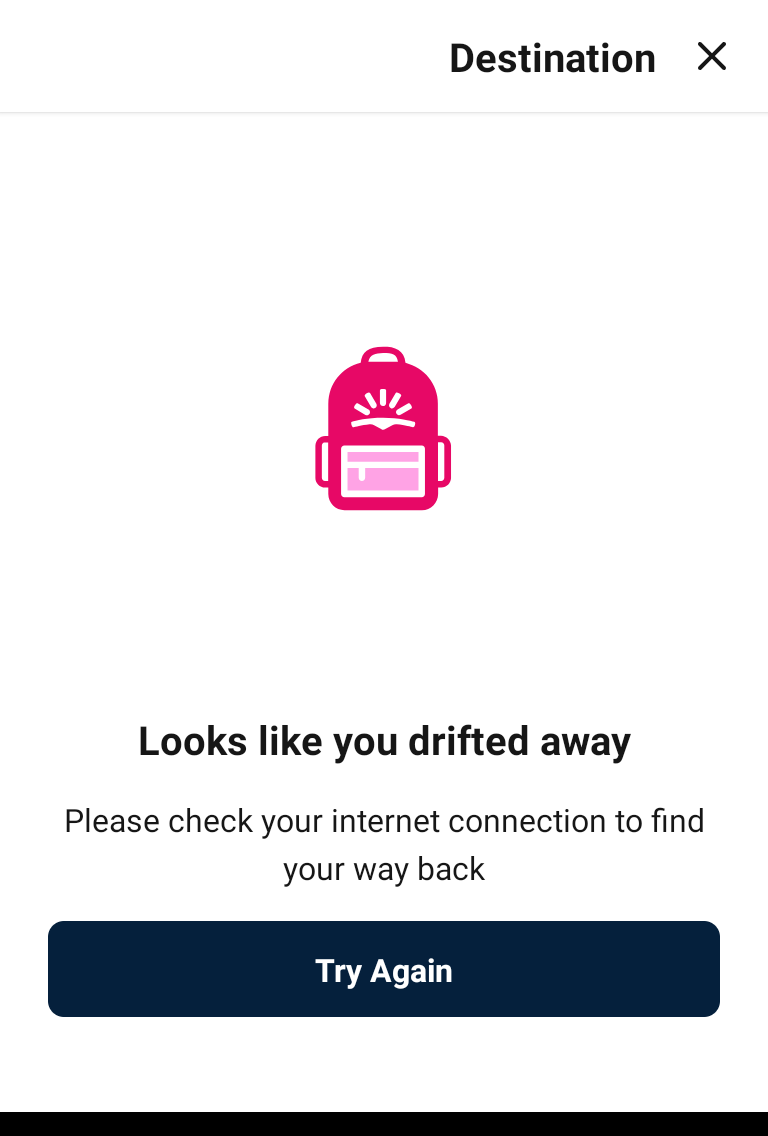 Destination
Looks like you drifted away
Please check your internet connection to find
your way back
Try Again